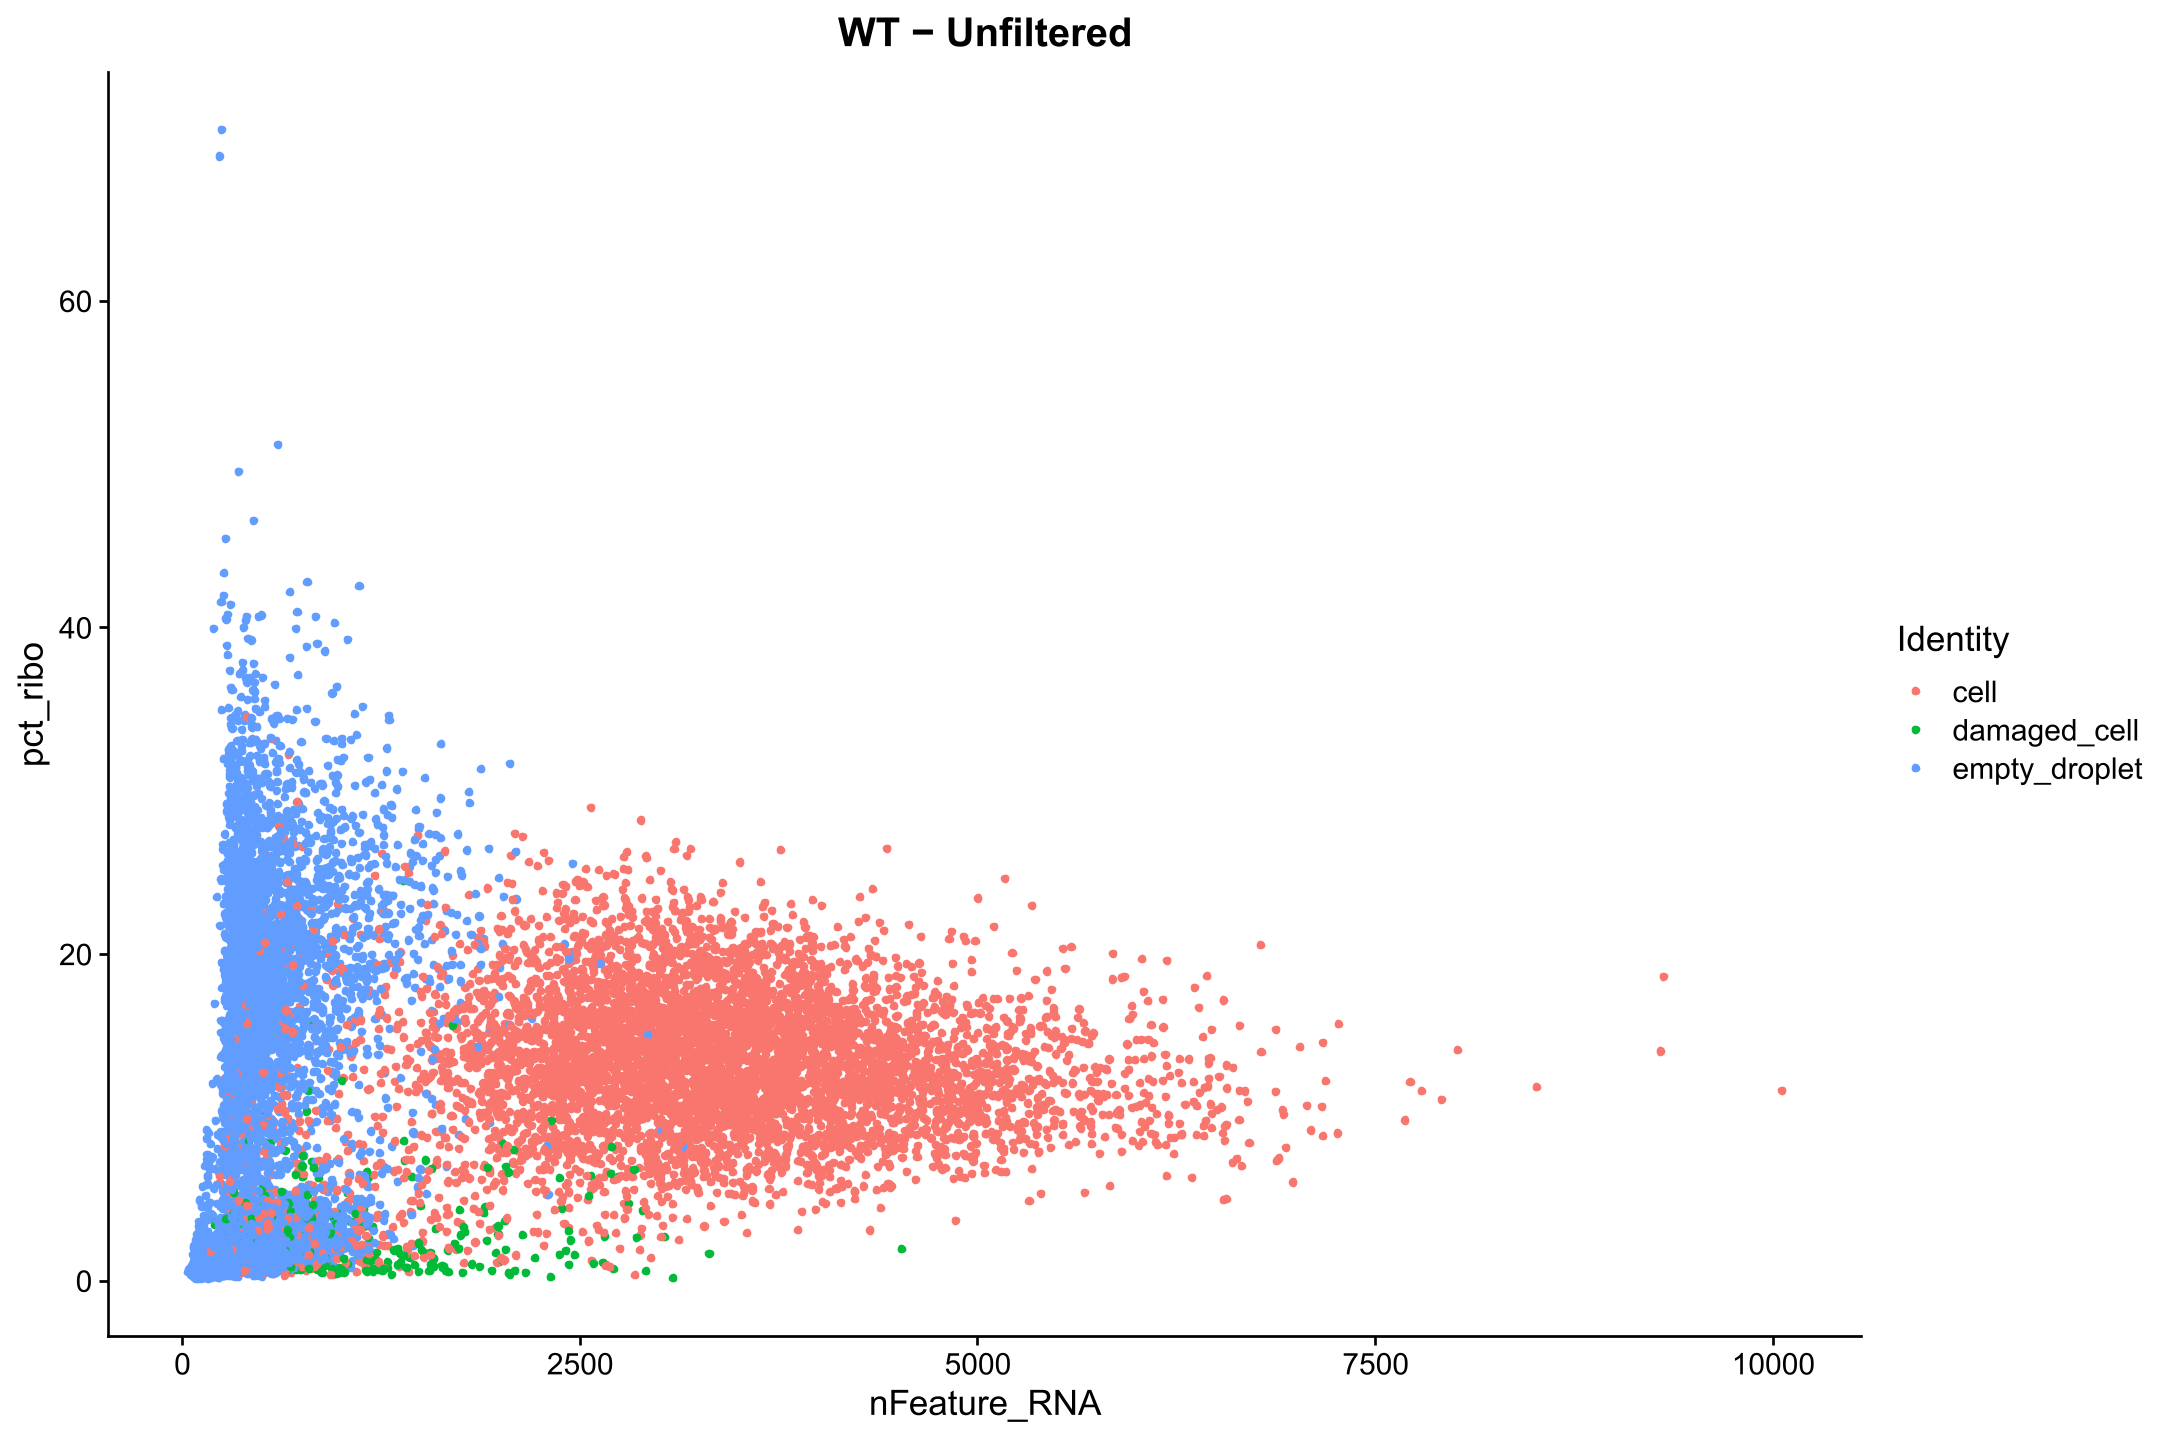 WT − Unfiltered
pct_ribo
60
40
20
0
0 2500 5000 7500 10000
nFeature_RNA
Identity
cell
damaged_cell
empty_droplet